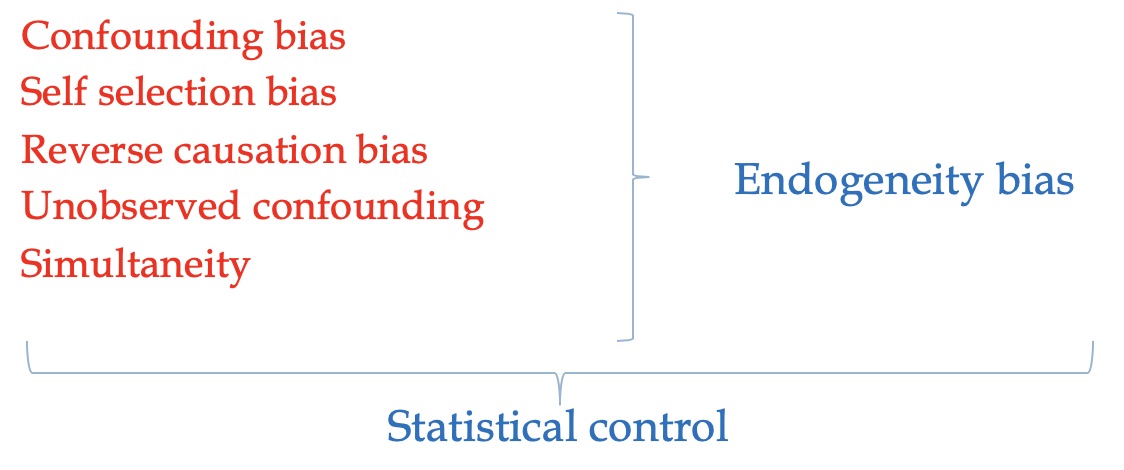 Confounding bias
Self selection bias
Reverse causation bias
Unobserved confounding
Simultaneity
Endogeneity bias
Statistical control